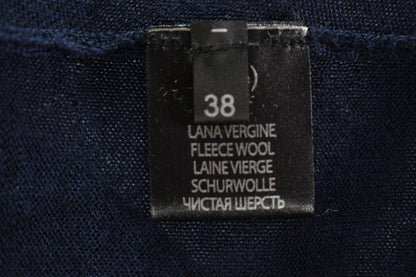 38
LANA VERGINE
FLEECE WOOL
LAINE VIERGE
SCHURWOLLE
ЧИСТАЯ ШЕРСТЬ